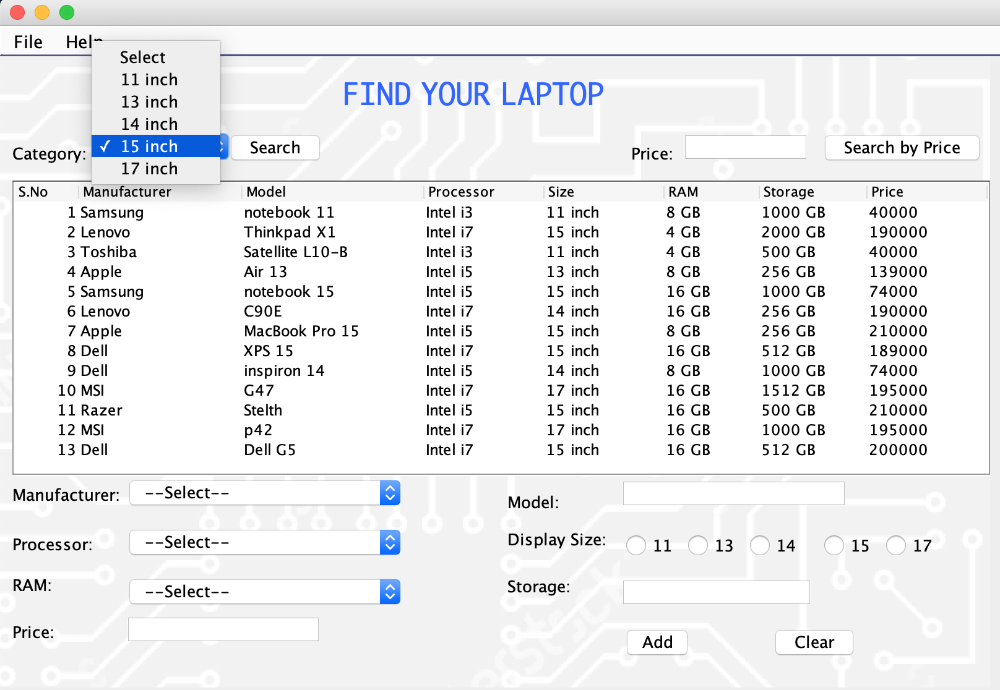 File Help
Select
11 inch
13 inch
14 inch
✓ 15 inch
17 inch
FIND YOUR LAPTOP
Category: Search Price: Search by Price
S.No Manufacturer Model Processor Size RAM Storage Price
1 Samsung notebook 11 Intel i3 11 inch 8 GB 1000 GB 40000
2 Lenovo Thinkpad X1 Intel i7 15 inch 4 GB 2000 GB 190000
3 Toshiba Satellite L10-B Intel i3 11 inch 4 GB 500 GB 40000
4 Apple Air 13 Intel i5 13 inch 8 GB 256 GB 139000
5 Samsung notebook 15 Intel i5 15 inch 16 GB 1000 GB 74000
6 Lenovo C90E Intel i7 14 inch 16 GB 256 GB 190000
7 Apple MacBook Pro 15 Intel i5 15 inch 8 GB 256 GB 210000
8 Dell XPS 15 Intel i7 15 inch 16 GB 512 GB 189000
9 Dell inspiron 14 Intel i5 14 inch 8 GB 1000 GB 74000
10 MSI G47 Intel i7 17 inch 16 GB 1512 GB 195000
11 Razer Stelth Intel i5 15 inch 16 GB 500 GB 210000
12 MSI p42 Intel i7 17 inch 16 GB 1000 GB 195000
13 Dell Dell G5 Intel i7 15 inch 16 GB 512 GB 200000
Manufacturer: --Select-- Model:
Processor: --Select-- Display Size: 11 13 14 15 17
RAM: --Select-- Storage:
Price:
Add Clear